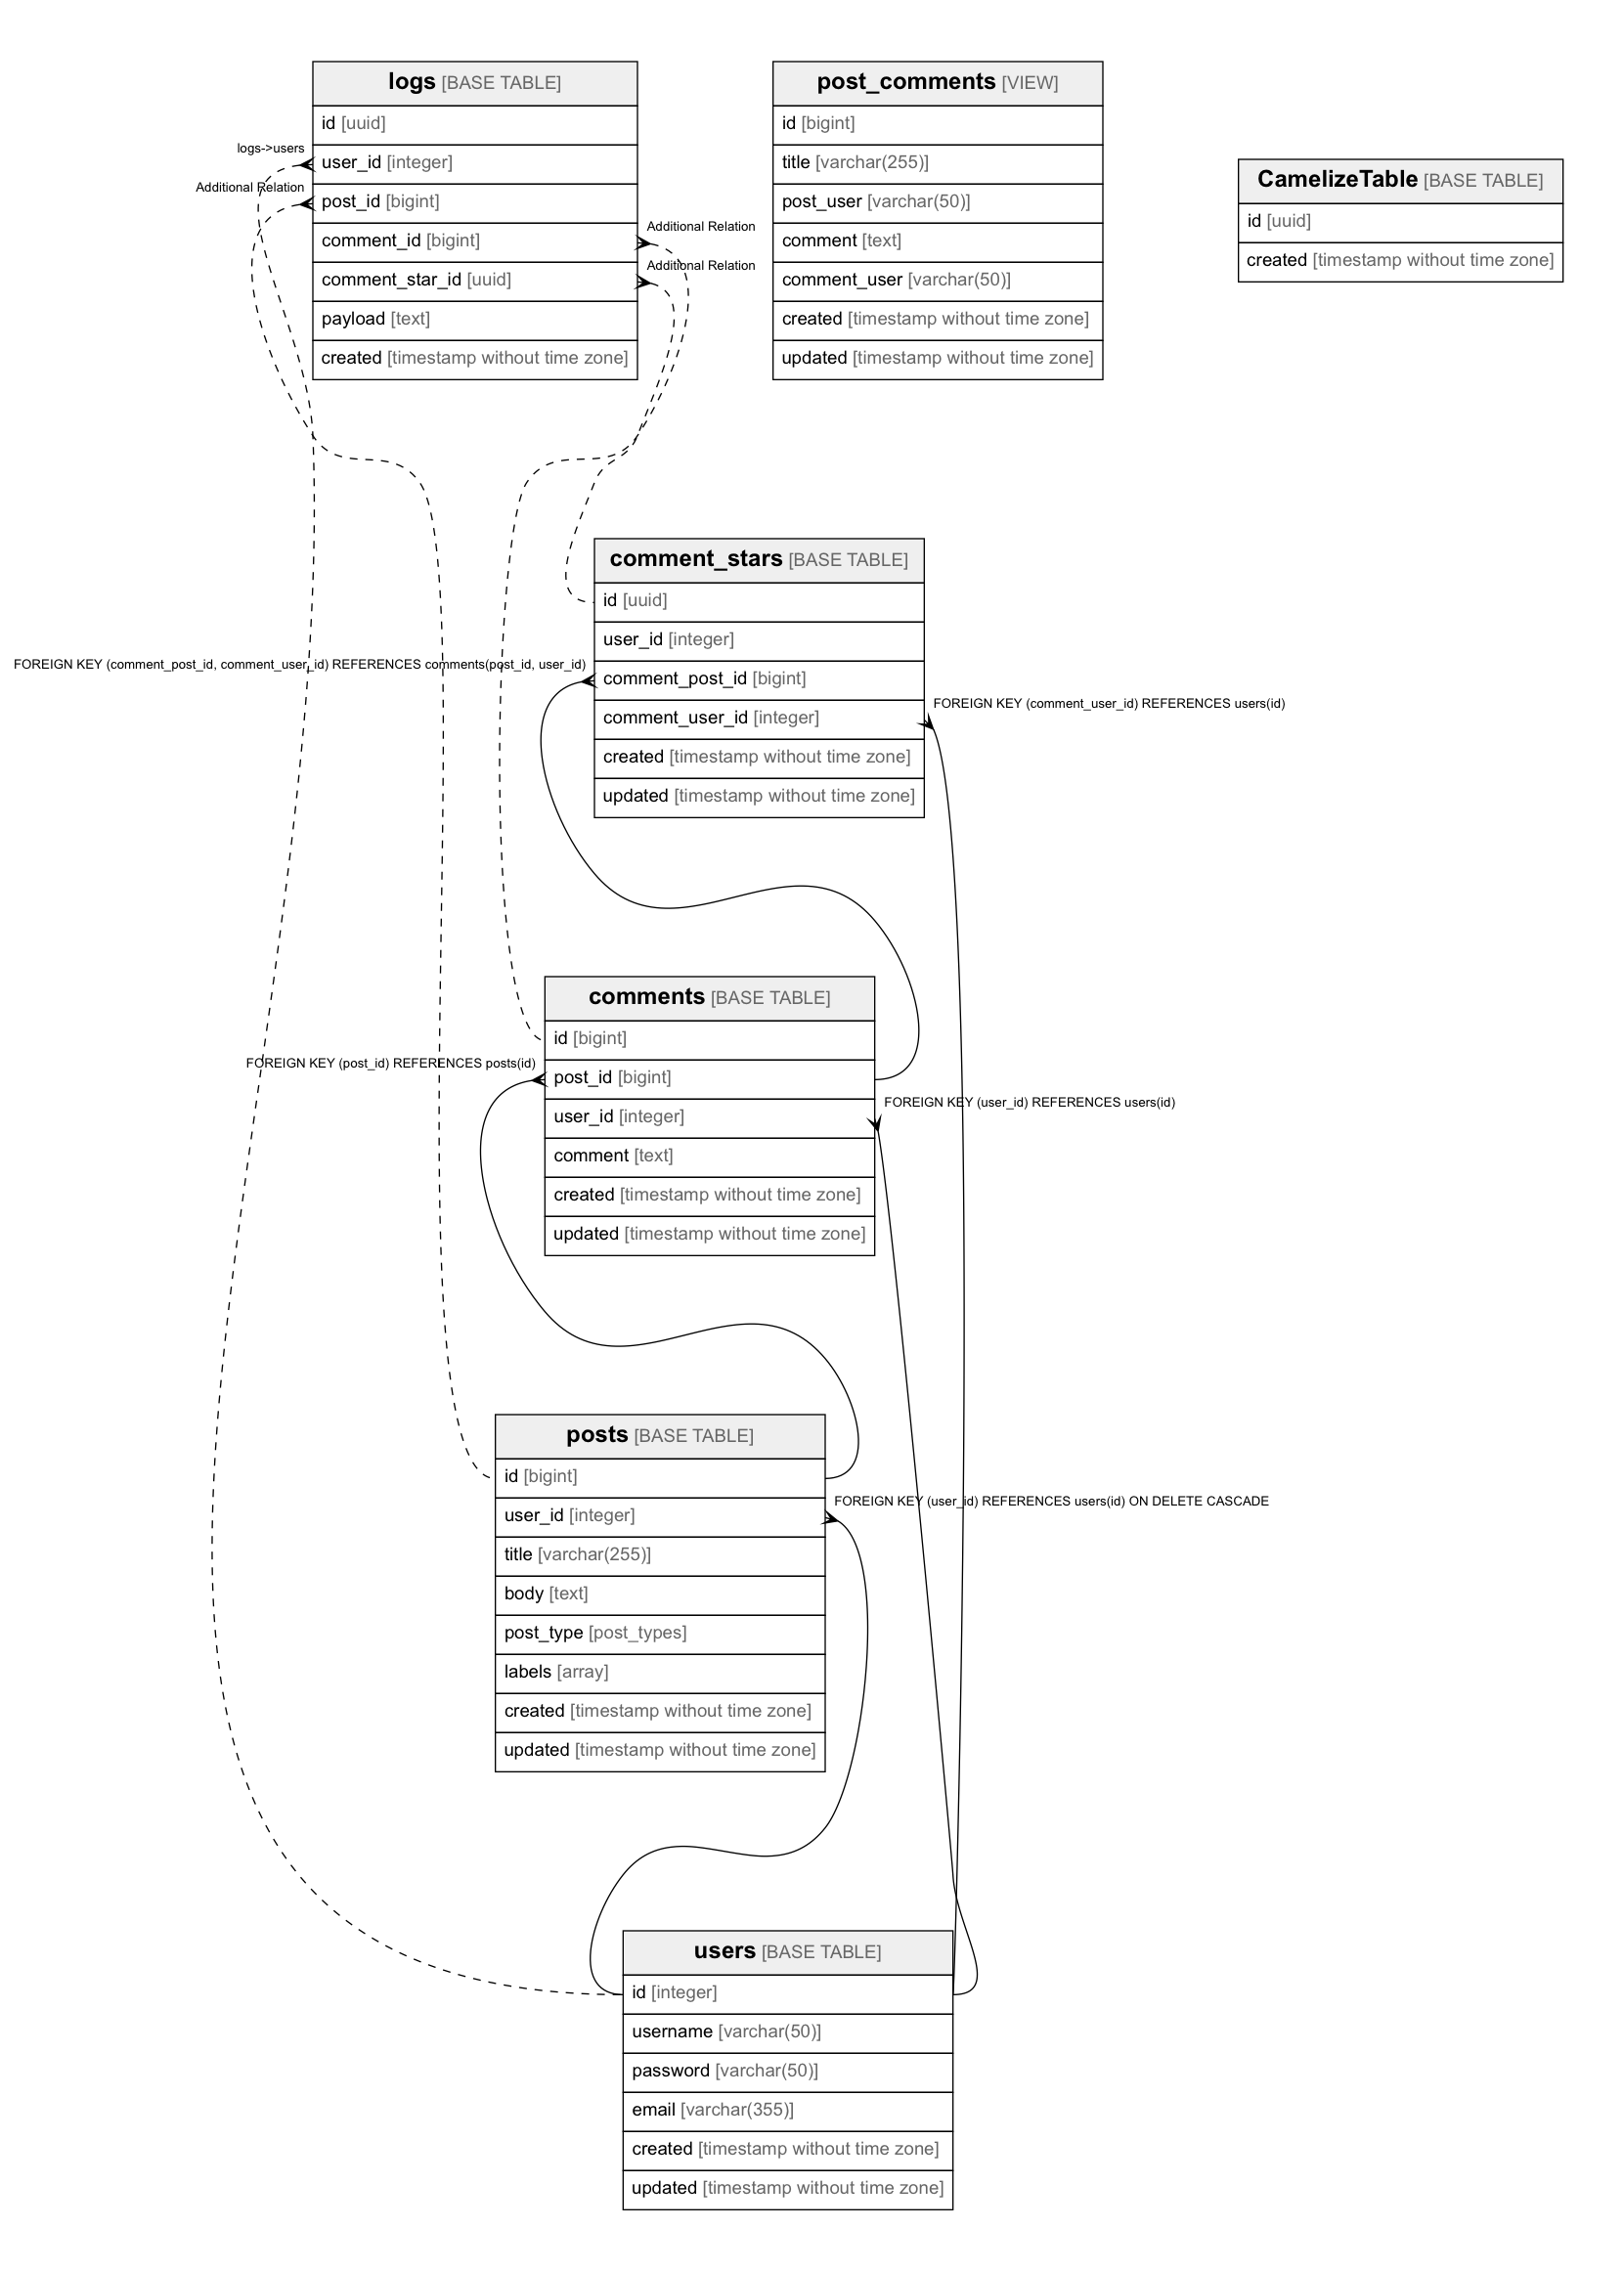 logs [BASE TABLE]
id [uuid]
logs->users
user_id [integer]
Additional Relation
post_id [bigint]
comment_id [bigint]
Additional Relation
comment_star_id [uuid]
Additional Relation
payload [text]
created [timestamp without time zone]
post_comments [VIEW]
id [bigint]
title [varchar(255)]
post_user [varchar(50)]
comment [text]
comment_user [varchar(50)]
created [timestamp without time zone]
updated [timestamp without time zone]
CamelizeTable [BASE TABLE]
id [uuid]
created [timestamp without time zone]
comment_stars [BASE TABLE]
id [uuid]
user_id [integer]
FOREIGN KEY (comment_post_id, comment_user_id) REFERENCES comments(post_id, user_id)
comment_post_id [bigint]
FOREIGN KEY (comment_user_id) REFERENCES users(id)
comment_user_id [integer]
created [timestamp without time zone]
updated [timestamp without time zone]
comments [BASE TABLE]
id [bigint]
FOREIGN KEY (post_id) REFERENCES posts(id)
post_id [bigint]
FOREIGN KEY (user_id) REFERENCES users(id)
user_id [integer]
comment [text]
created [timestamp without time zone]
updated [timestamp without time zone]
posts [BASE TABLE]
id [bigint]
FOREIGN KEY (user_id) REFERENCES users(id) ON DELETE CASCADE
user_id [integer]
title [varchar(255)]
body [text]
post_type [post_types]
labels [array]
created [timestamp without time zone]
updated [timestamp without time zone]
users [BASE TABLE]
id [integer]
username [varchar(50)]
password [varchar(50)]
email [varchar(355)]
created [timestamp without time zone]
updated [timestamp without time zone]